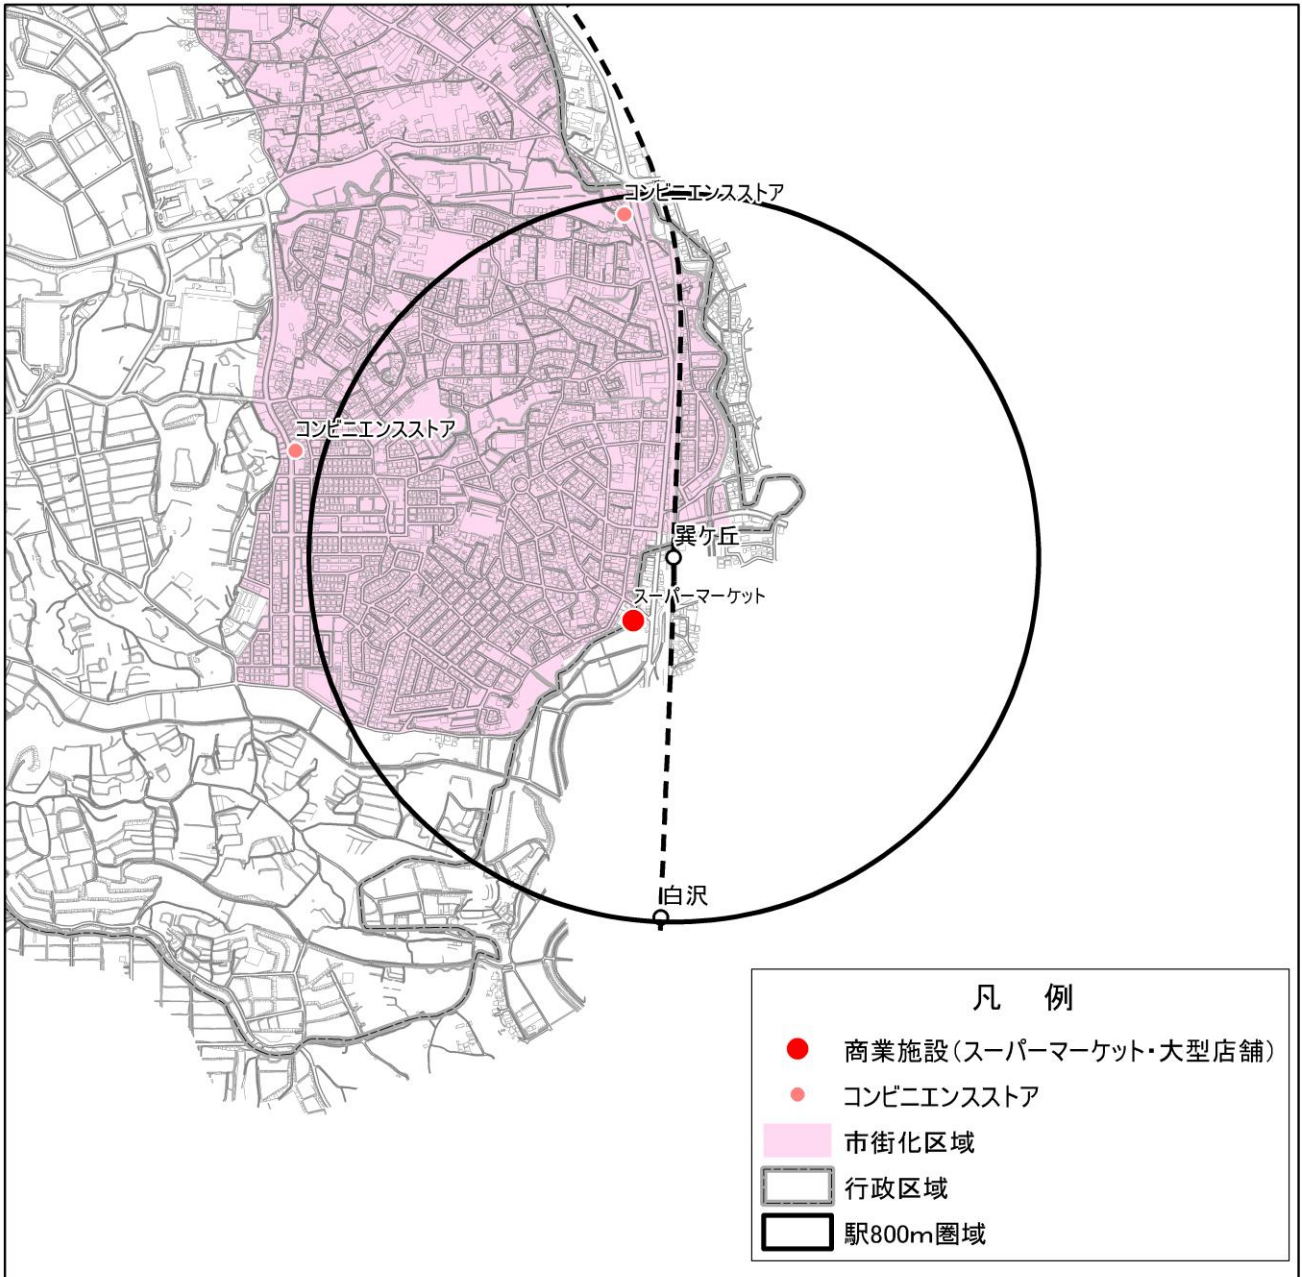 コンビニエンスストア
コンビニエンスストア
巽ケ丘
スーパーマーケット
白沢
凡 例
商業施設(スーパーマーケット・大型店舗)
コンビニエンスストア
市街化区域
行政区域
駅800m圏域